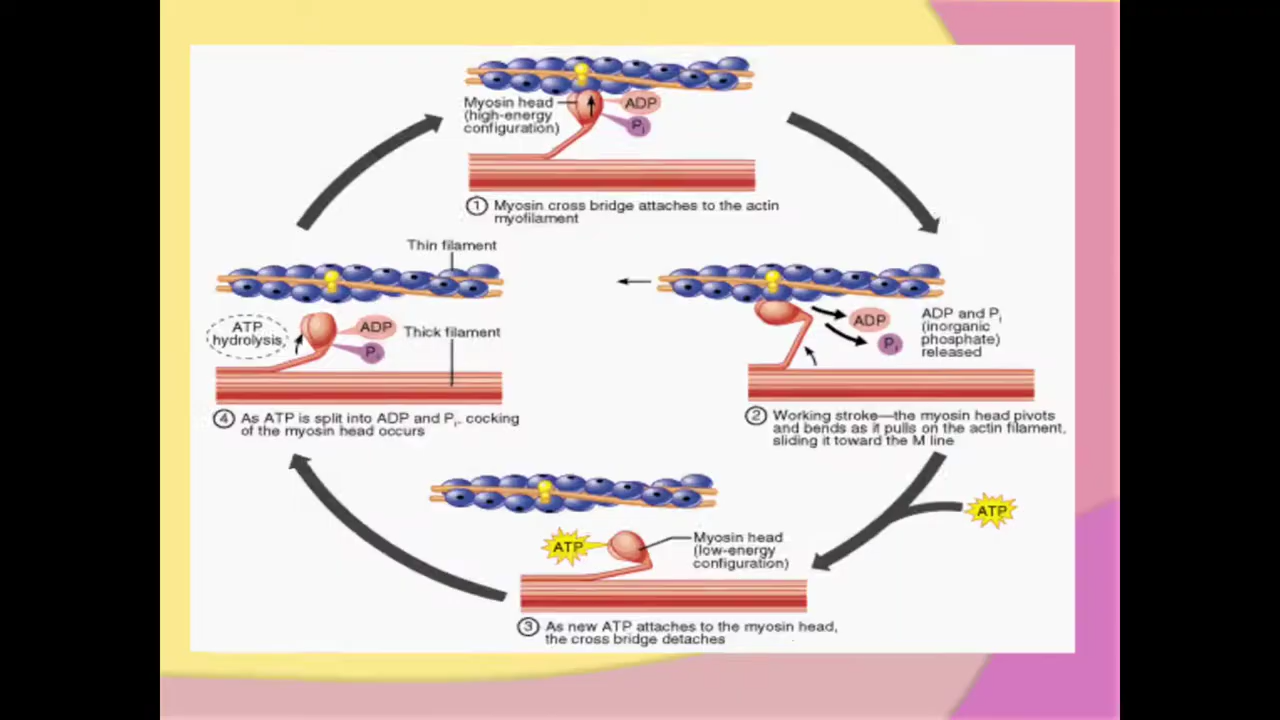 Myosin head
(high-energy
configuration)
ADP
Pi
1 Myosin cross bridge attaches to the actin
myofilament
Thin filament
ATP
hydrolysis
ADP
Pi
Thick filament
4 As ATP is split into ADP and Pi, cocking
of the myosin head occurs
ADP
Pi
ADP and Pi
(inorganic
phosphate)
released
2 Working stroke—the myosin head pivots
and bends as it pulls on the actin filament,
sliding it toward the M line
ATP
ATP
Myosin head
(low-energy
configuration)
3 As new ATP attaches to the myosin head,
the cross bridge detaches